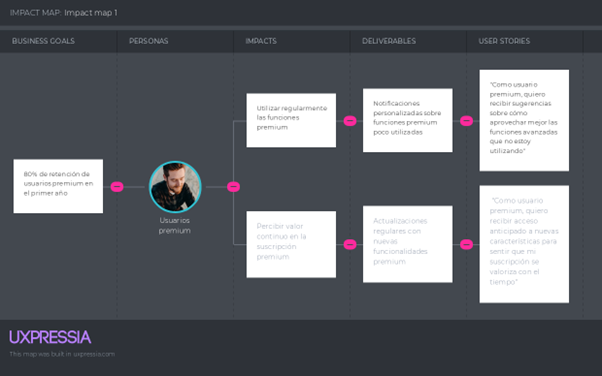 IMPACT MAP: Impact map 1
BUSINESS GOALS
PERSONAS
IMPACTS
DELIVERABLES
USER STORIES
80% de retención de
usuarios premium en
el primer año
Usuarios
premium
Utilizar regularmente
las funciones
premium
Notificaciones
personalizadas sobre
funciones premium
poco utilizadas
"Como usuario
premium, quiero
recibir sugerencias
sobre cómo
aprovechar mejor las
funciones avanzadas
que no estoy
utilizando"
Percibir valor
continuo en la
suscripción
premium
Actualizaciones
regulares con
nuevas
funcionalidades
premium
"Como usuario
premium, quiero
recibir acceso
anticipado a nuevas
características para
sentir que mi
suscripción se
valoriza con el
tiempo"
UXPRESSIA
This map was built in uxpressia.com